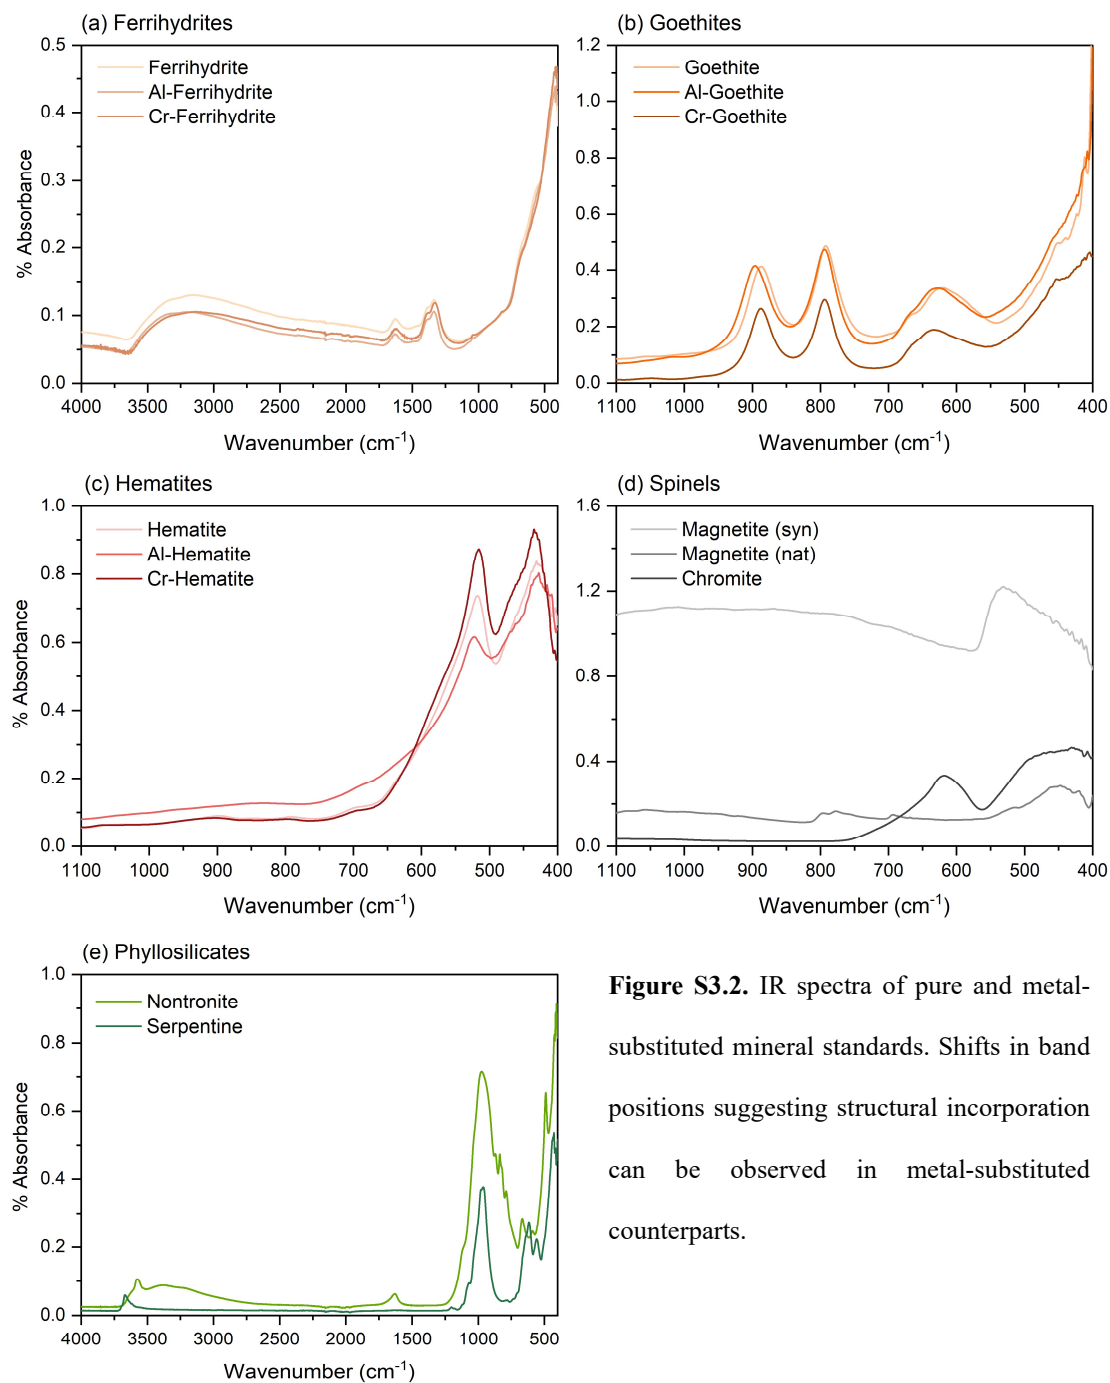 (a) Ferrihydrites
0.5
0.4
0.3
0.2
0.1
0.0
% Absorbance
Ferrihydrite
Al-Ferrihydrite
Cr-Ferrihydrite
4000 3500 3000 2500 2000 1500 1000 500
Wavenumber (cm-1)
(b) Goethites
1.2
1.0
0.8
0.6
0.4
0.2
0.0
Goethite
Al-Goethite
Cr-Goethite
1100 1000 900 800 700 600 500 400
Wavenumber (cm-1)
(c) Hematites
1.0
0.8
0.6
0.4
0.2
0.0
% Absorbance
Hematite
Al-Hematite
Cr-Hematite
1100 1000 900 800 700 600 500 400
Wavenumber (cm-1)
(d) Spinels
1.6
1.2
0.8
0.4
0.0
Magnetite (syn)
Magnetite (nat)
Chromite
1100 1000 900 800 700 600 500 400
Wavenumber (cm-1)
(e) Phyllosilicates
1.0
0.8
0.6
0.4
0.2
0.0
% Absorbance
Nontronite
Serpentine
4000 3500 3000 2500 2000 1500 1000 500
Wavenumber (cm-1)
Figure S3.2. IR spectra of pure and metal-
substituted mineral standards. Shifts in band
positions suggesting structural incorporation
can be observed in metal-substituted
counterparts.